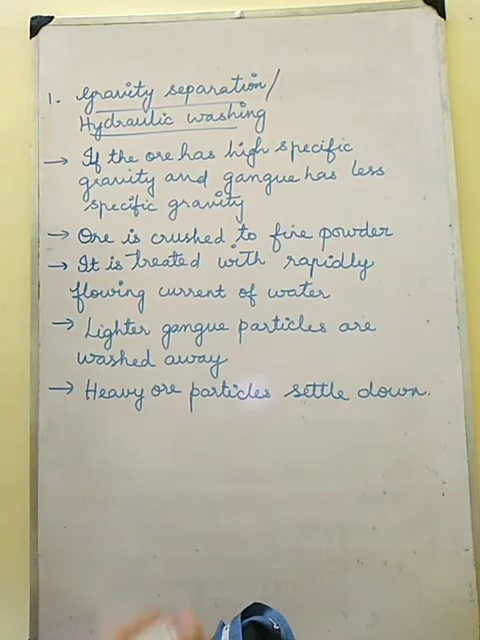 1. Gravity separation/
Hydraulic washing
→ If the ore has high specific
gravity and gangue has less
specific gravity
→ Ore is crushed to fine powder
→ It is treated with rapidly
flowing current of water
→ Lighter gangue particles are
washed away
→ Heavy ore particles settle down.